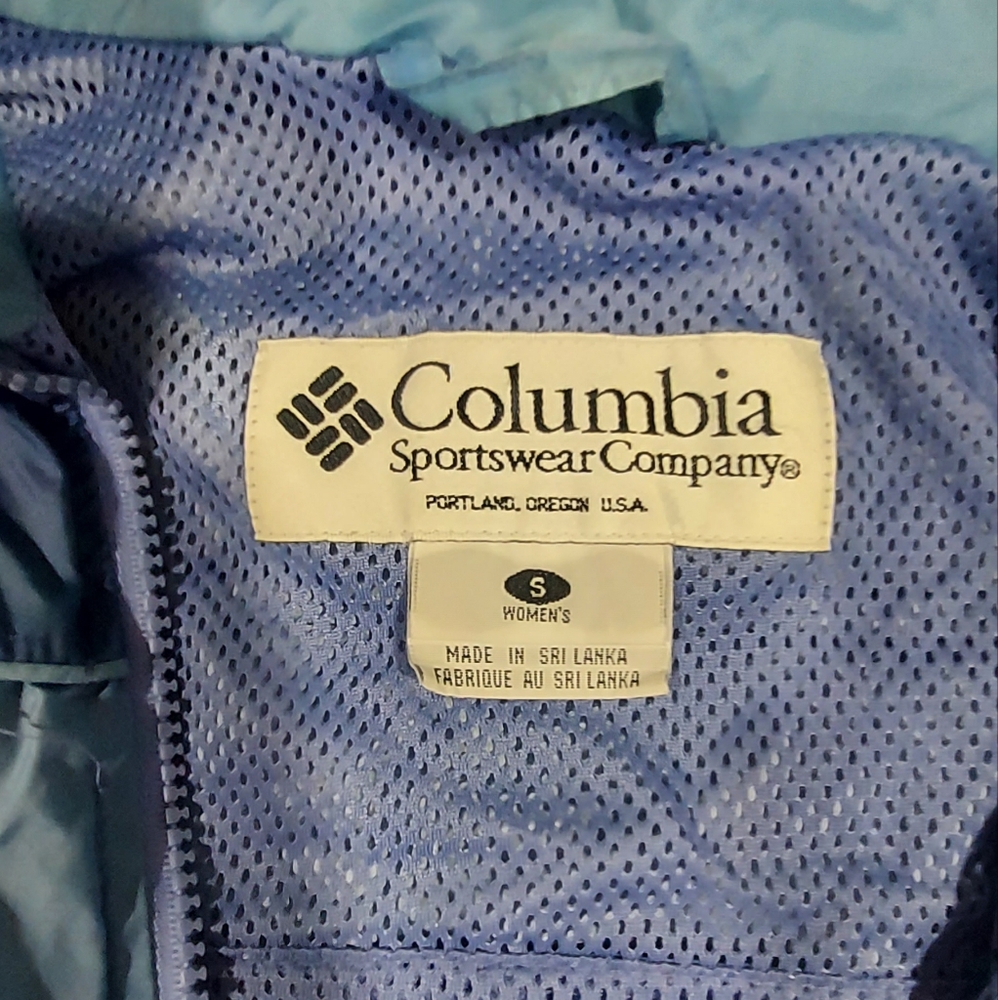 Columbia
Sportswear Company®
PORTLAND, OREGON U.S.A.
S
WOMEN'S
MADE IN SRI LANKA
FABRIQUE AU SRI LANKA